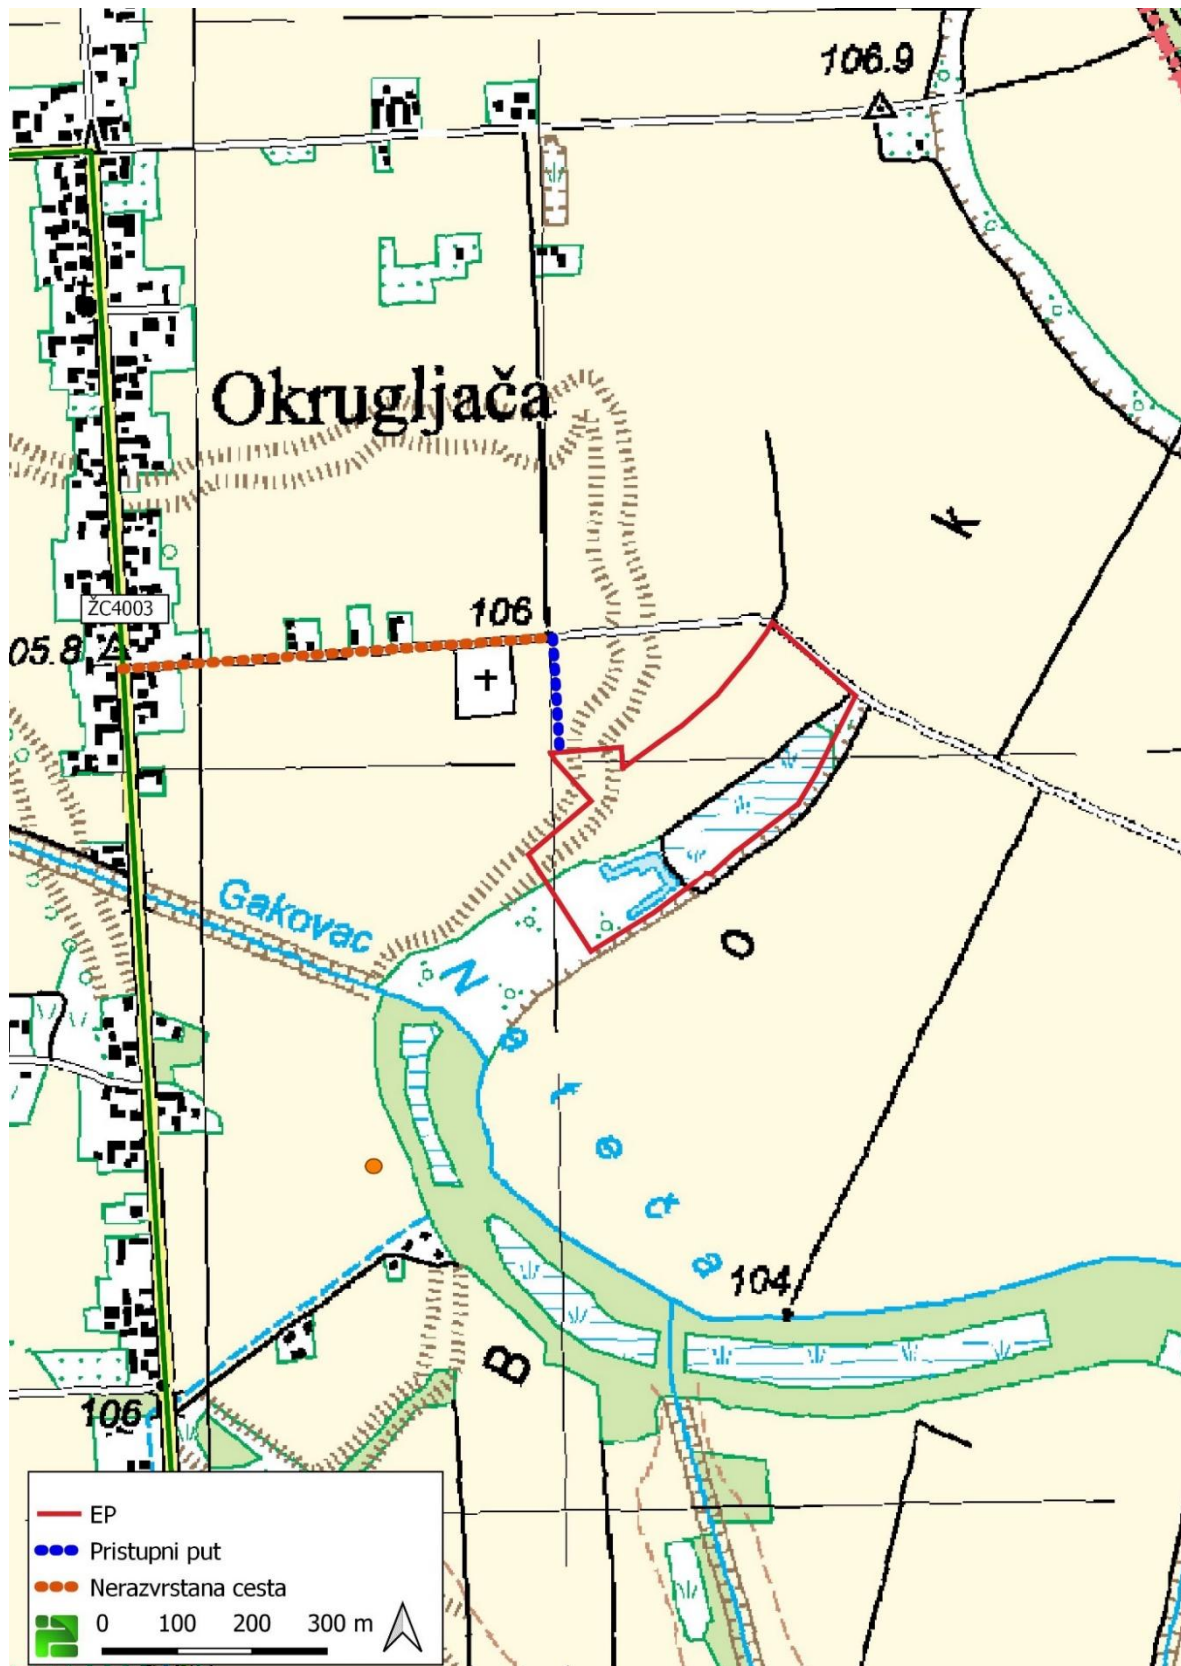 106.9
Okrugljača
k
ŽC4003
106
05.8
Gakovac
o
N
e
r
e
t
v
a
104
B
106
EP
Pristupni put
Nerazvrstana cesta
0 100 200 300 m